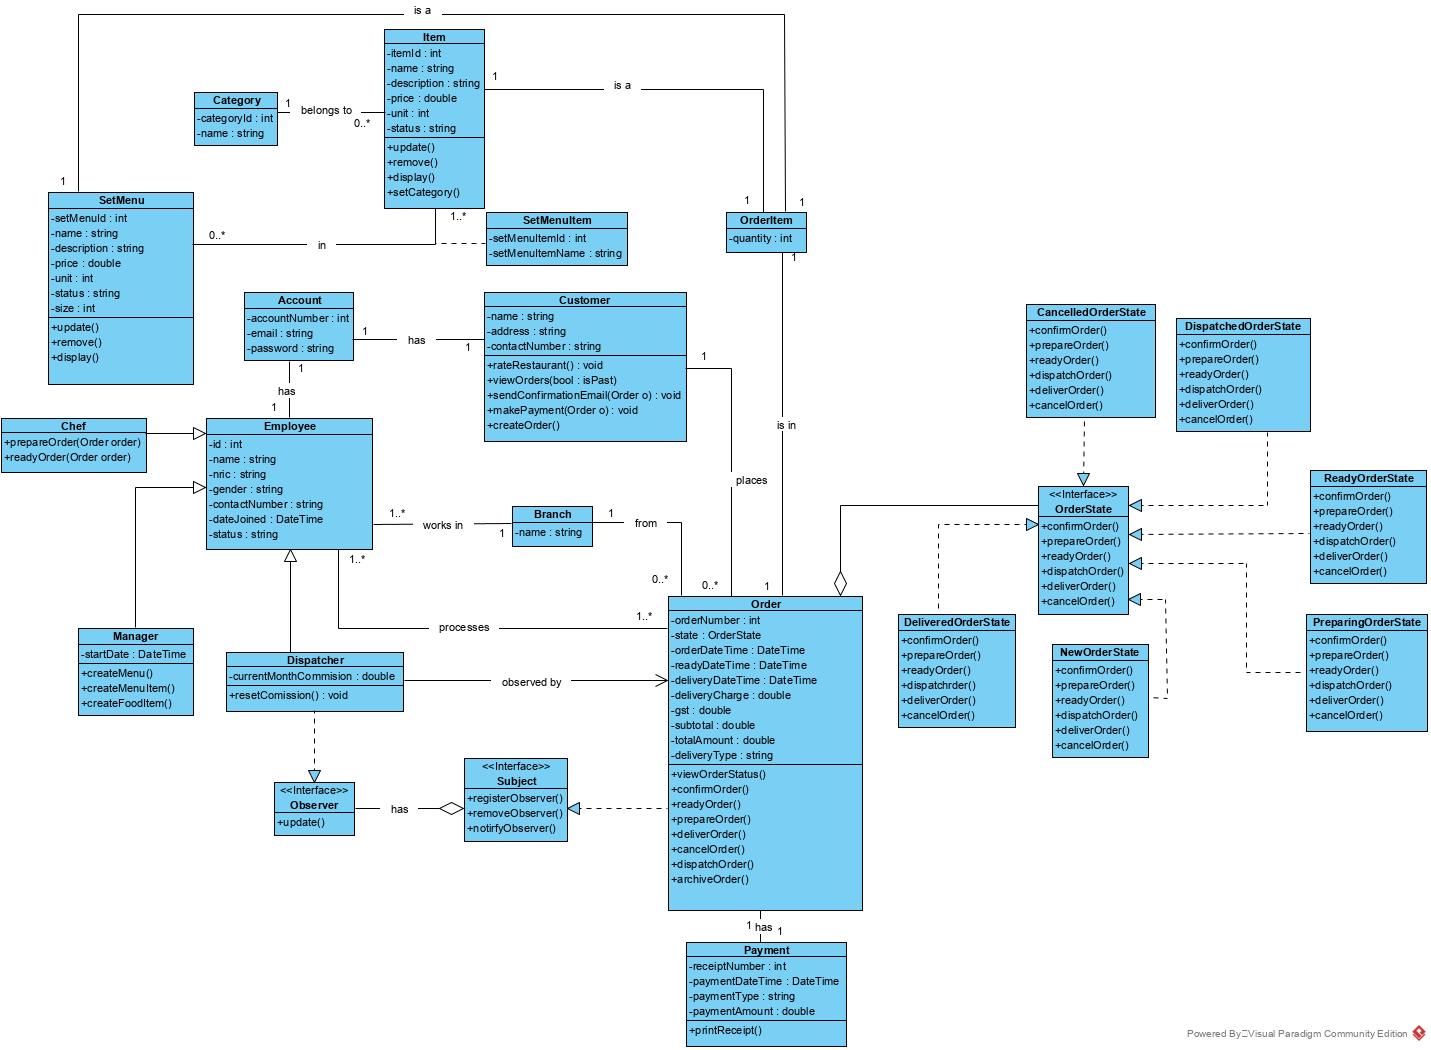 is a
Item
-itemId : int
-name : string
-description : string
-price : double
-unit : int
-status : string
+update()
+remove()
+display()
+setCategory()
1
is a
Category
-categoryId : int
-name : string
1
belongs to
0..*
1
SetMenu
-setMenuId : int
-name : string
-description : string
-price : double
-unit : int
-status : string
-size : int
+update()
+remove()
+display()
0..*
in
1..*
SetMenuItem
-setMenuItemId : int
-setMenuItemName : string
1
1
OrderItem
-quantity : int
1
Account
-accountNumber : int
-email : string
-password : string
1
has
1
Customer
-name : string
-address : string
-contactNumber : string
+rateRestaurant() : void
+viewOrders(bool : isPast)
+sendConfirmationEmail(Order o) : void
+makePayment(Order o) : void
+createOrder()
1
1
has
1
is in
places
Chef
+prepareOrder(Order order)
+readyOrder(Order order)
Employee
-id : int
-name : string
-nric : string
-gender : string
-contactNumber : string
-dateJoined : DateTime
-status : string
1..*
works in
1
Branch
-name : string
1
from
1..*
0..*
0..*
1
1..*
processes
Manager
-startDate : DateTime
+createMenu()
+createMenuItem()
+createFoodItem()
Dispatcher
-currentMonthCommision : double
+resetComission() : void
observed by
Order
-orderNumber : int
-state : OrderState
-orderDateTime : DateTime
-readyDateTime : DateTime
-deliveryDateTime : DateTime
-deliveryCharge : double
-gst : double
-subtotal : double
-totalAmount : double
-deliveryType : string
+viewOrderStatus()
+confirmOrder()
+readyOrder()
+prepareOrder()
+deliverOrder()
+cancelOrder()
+dispatchOrder()
+archiveOrder()
<<Interface>>
Observer
+update()
has
<<Interface>>
Subject
+registerObserver()
+removeObserver()
+notirfyObserver()
1 has 1
Payment
-receiptNumber : int
-paymentDateTime : DateTime
-paymentType : string
-paymentAmount : double
+printReceipt()
CancelledOrderState
+confirmOrder()
+prepareOrder()
+readyOrder()
+dispatchOrder()
+deliverOrder()
+cancelOrder()
DispatchedOrderState
+confirmOrder()
+prepareOrder()
+readyOrder()
+dispatchOrder()
+deliverOrder()
+cancelOrder()
<<Interface>>
OrderState
+confirmOrder()
+prepareOrder()
+readyOrder()
+dispatchOrder()
+deliverOrder()
+cancelOrder()
ReadyOrderState
+confirmOrder()
+prepareOrder()
+readyOrder()
+dispatchOrder()
+deliverOrder()
+cancelOrder()
DeliveredOrderState
+confirmOrder()
+prepareOrder()
+readyOrder()
+dispatchrder()
+deliverOrder()
+cancelOrder()
NewOrderState
+confirmOrder()
+prepareOrder()
+readyOrder()
+dispatchOrder()
+deliverOrder()
+cancelOrder()
PreparingOrderState
+confirmOrder()
+prepareOrder()
+readyOrder()
+dispatchOrder()
+deliverOrder()
+cancelOrder()
Powered By Visual Paradigm Community Edition